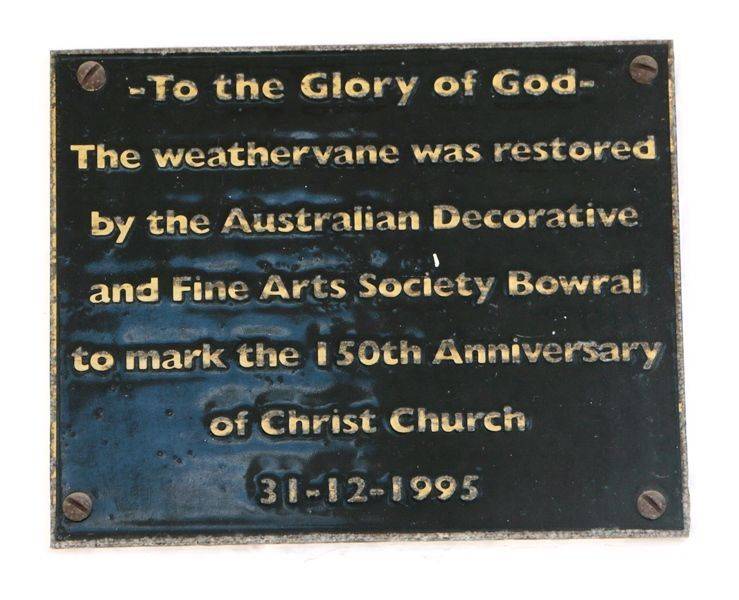 -To the Glory of God-
The weathervane was restored
by the Australian Decorative
and Fine Arts Society Bowral
to mark the 150th Anniversary
of Christ Church
31-12-1995